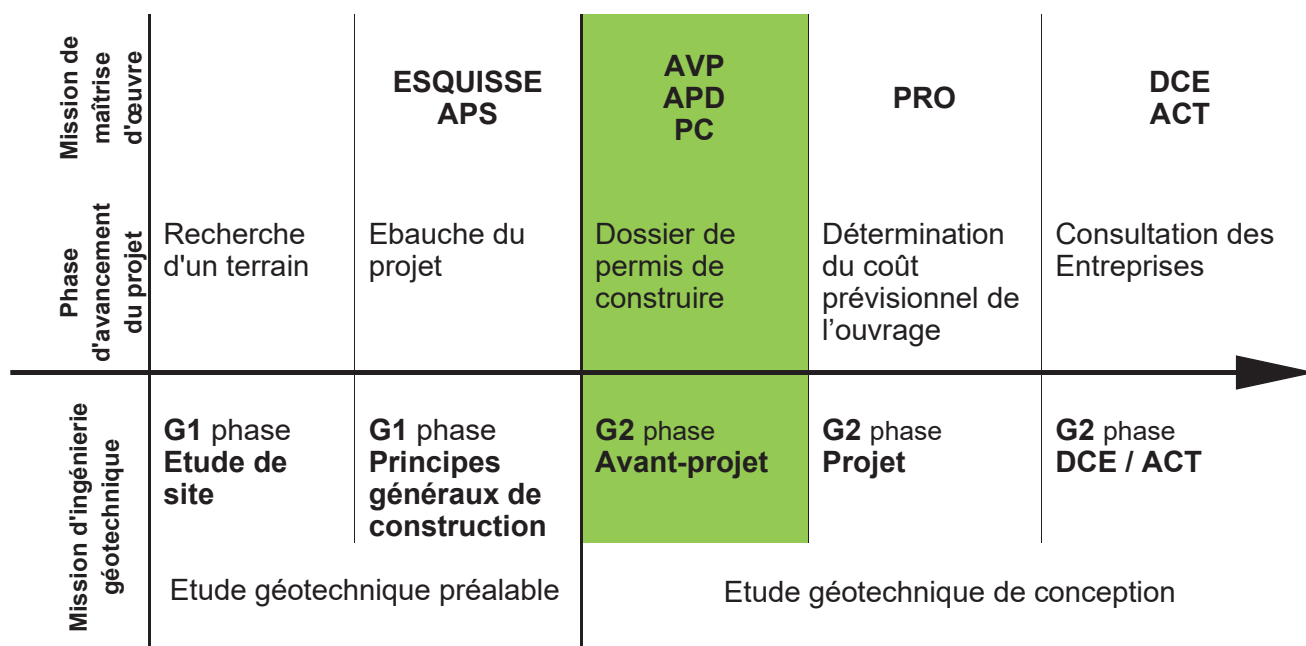 Mission de
maîtrise
d'œuvre
ESQUISSE
APS
AVP
APD
PC
PRO
DCE
ACT
Phase
d'avancement
du projet
Recherche
d'un terrain
Ebauche du
projet
Dossier de
permis de
construire
Détermination
du coût
prévisionnel de
l’ouvrage
Consultation des
Entreprises
Mission d'ingénierie
géotechnique
G1 phase
Etude de
site
G1 phase
Principes
généraux de
construction
G2 phase
Avant-projet
G2 phase
Projet
G2 phase
DCE / ACT
Etude géotechnique préalable
Etude géotechnique de conception